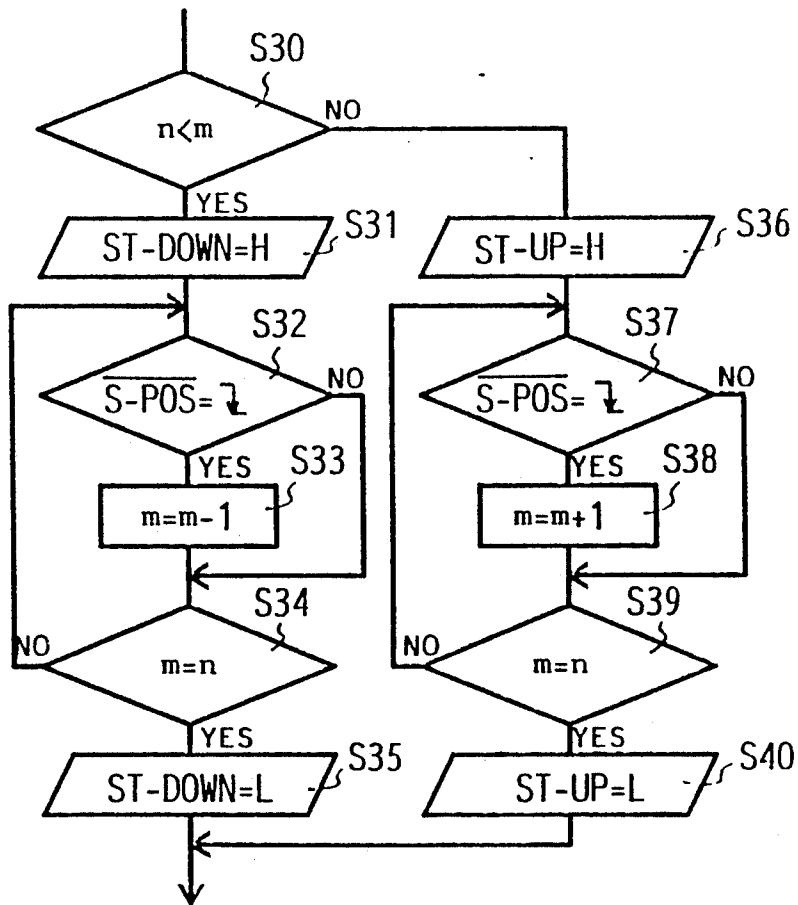 S30
n<m
NO
YES
ST-DOWN=H
S31
ST-UP=H
S36
S32
S-POS=
NO
S37
S-POS=
NO
YES
S33
m=m-1
YES
S38
m=m+1
S34
NO
m=n
S39
NO
m=n
YES
S35
ST-DOWN=L
YES
S40
ST-UP=L